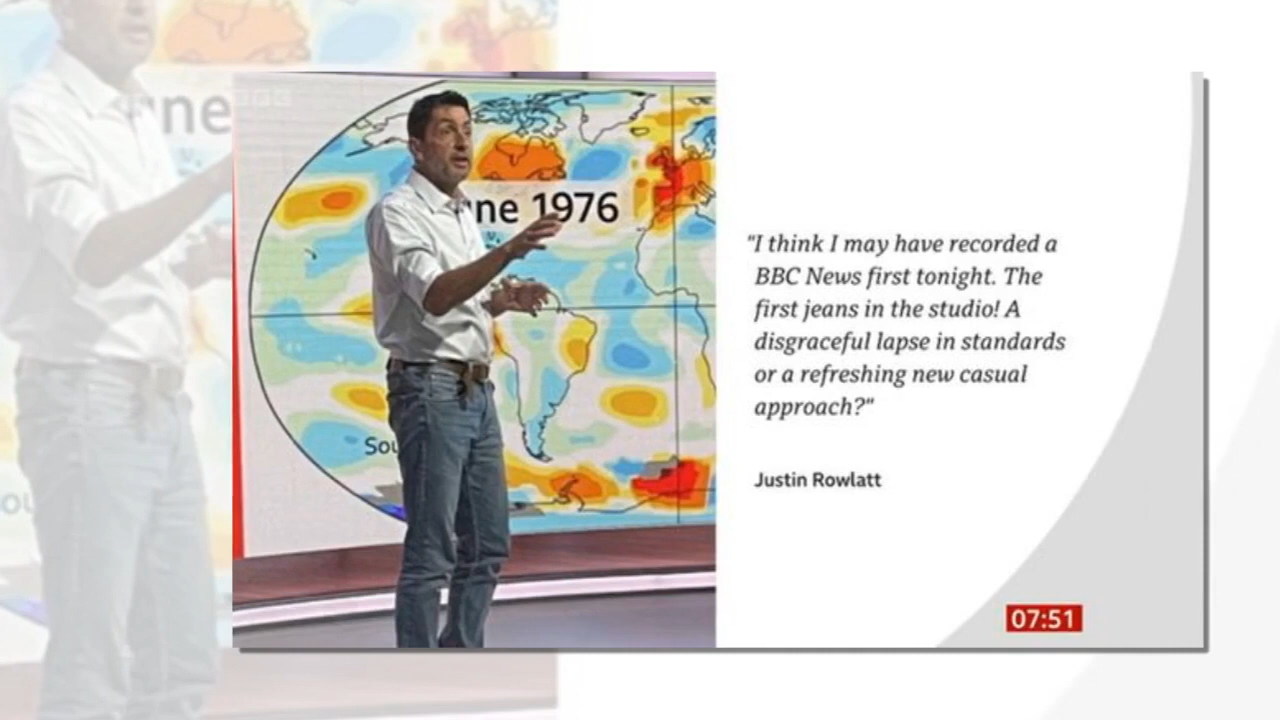 une 1976
Sou
"I think I may have recorded a
BBC News first tonight. The
first jeans in the studio! A
disgraceful lapse in standards
or a refreshing new casual
approach?"
Justin Rowlatt
07:51